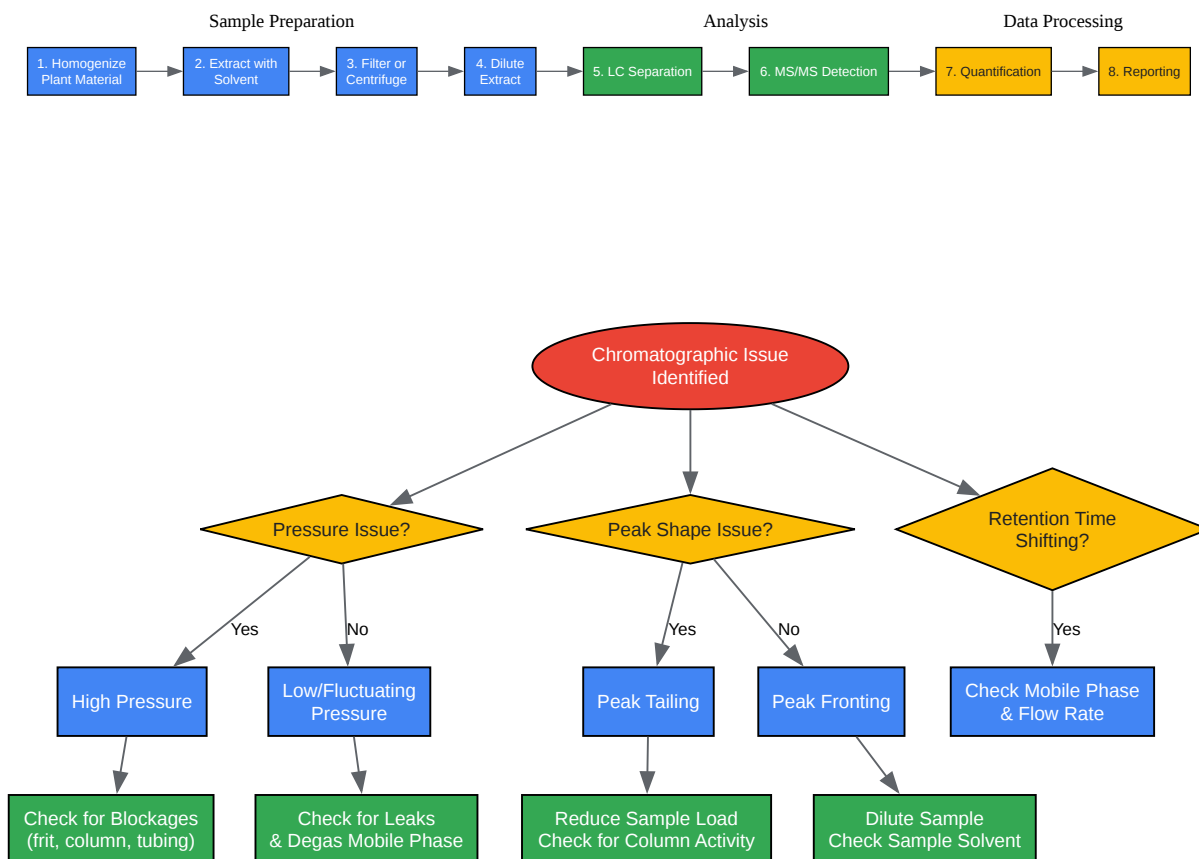 Sample Preparation
Analysis
Data Processing
1. Homogenize
Plant Material
2. Extract with
Solvent
3. Filter or
Centrifuge
4. Dilute
Extract
5. LC Separation
6. MS/MS Detection
7. Quantification
8. Reporting
Chromatographic Issue
Identified
Pressure Issue?
Peak Shape Issue?
Retention Time
Shifting?
Yes
No
Yes
No
Yes
High Pressure
Low/Fluctuating
Pressure
Peak Tailing
Peak Fronting
Check Mobile Phase
& Flow Rate
Check for Blockages
(frit, column, tubing)
Check for Leaks
& Degas Mobile Phase
Reduce Sample Load
Check for Column Activity
Dilute Sample
Check Sample Solvent